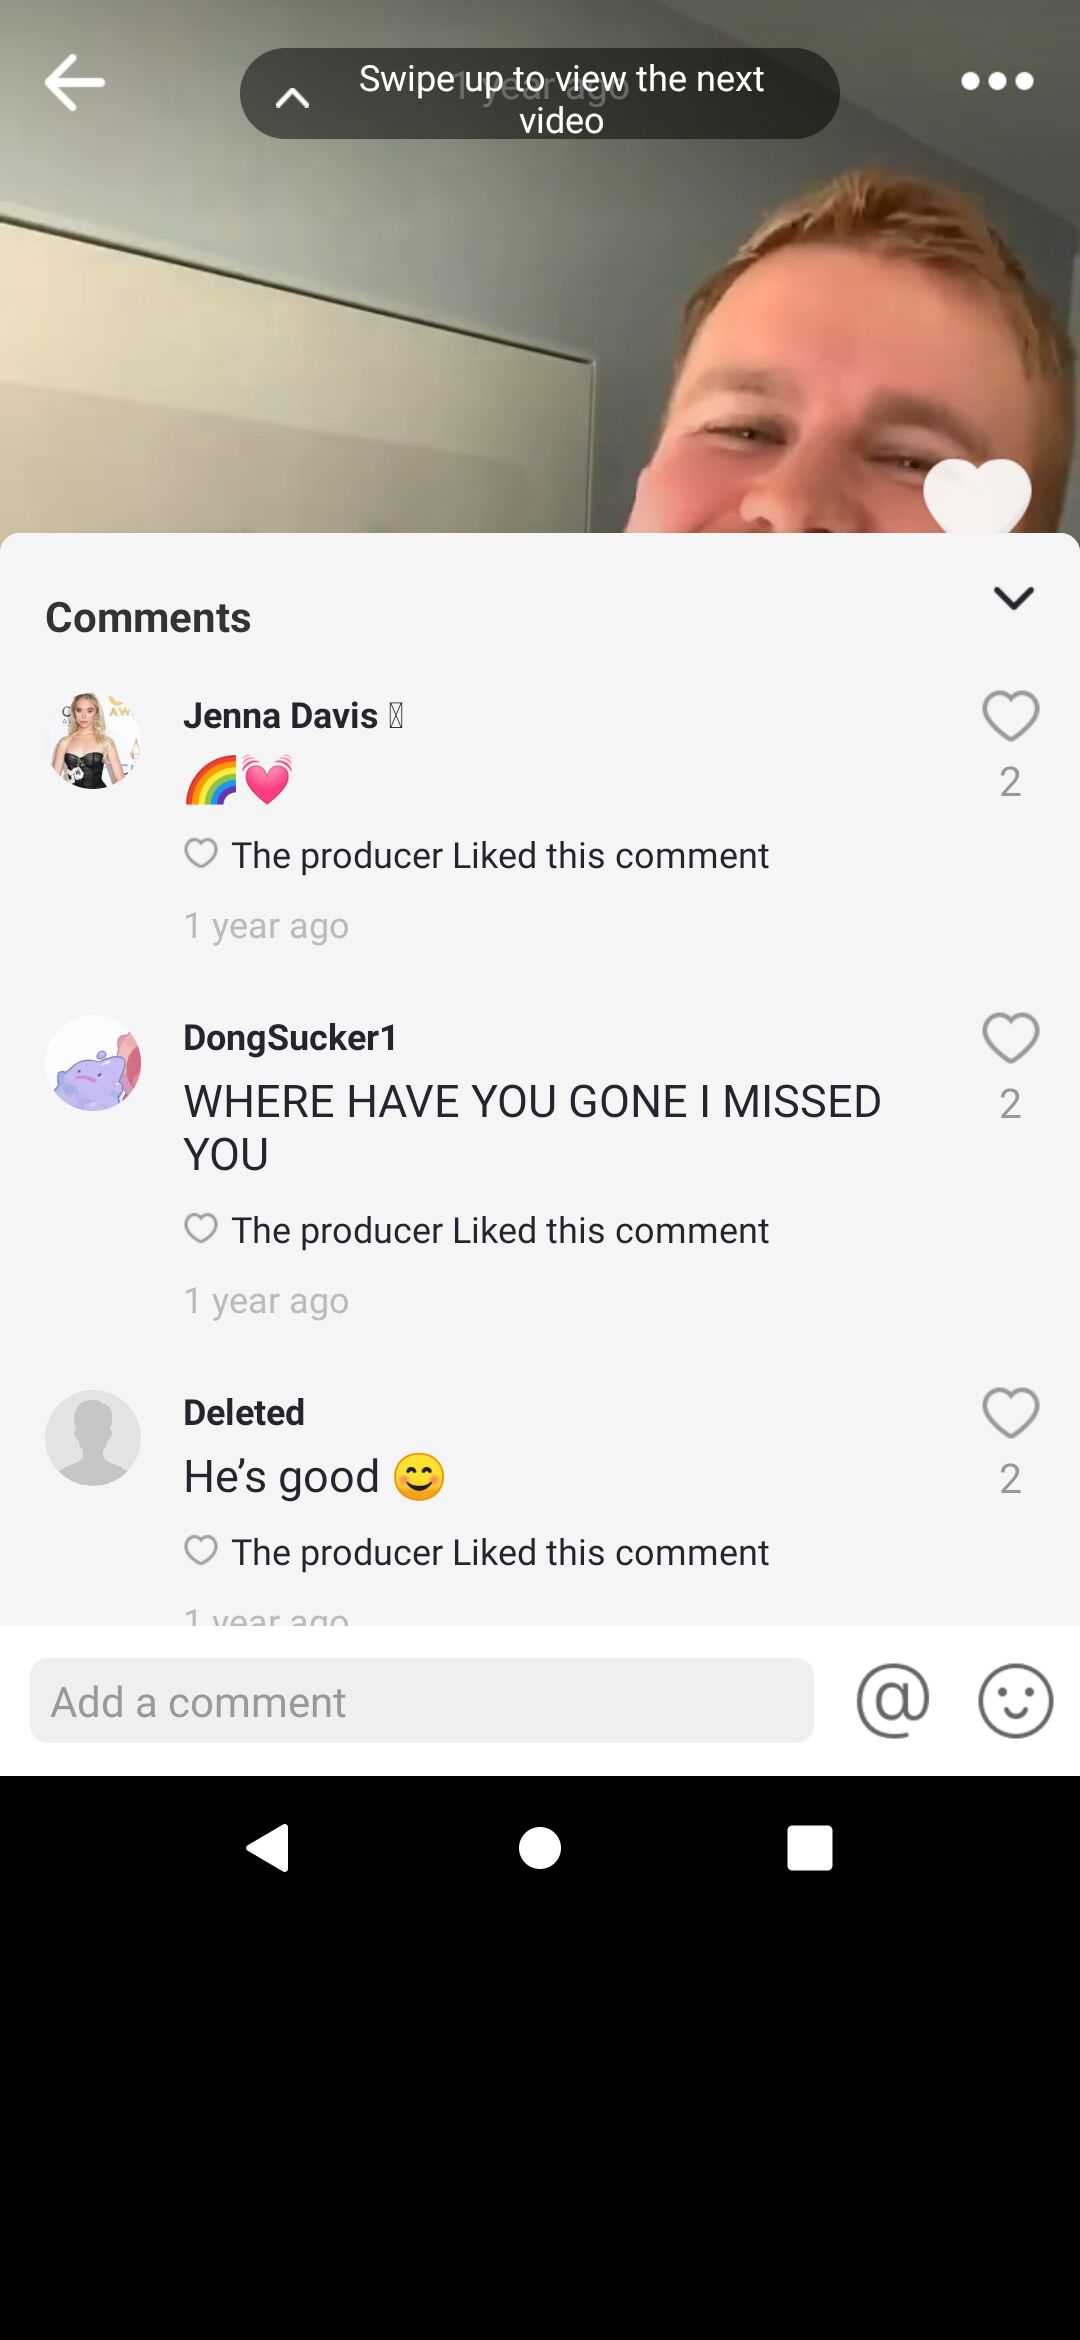 Swipe up to view the next
video
1 year ago
Comments
Jenna Davis
🌈💓
2
The producer Liked this comment
1 year ago
DongSucker1
WHERE HAVE YOU GONE I MISSED
YOU
2
The producer Liked this comment
1 year ago
Deleted
He’s good 😊
2
The producer Liked this comment
1 year ago
Add a comment